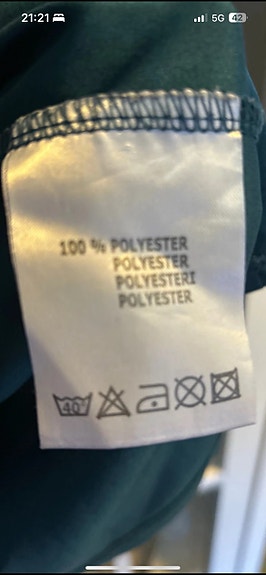 21:21
5G 42
100 % POLYESTER
POLYESTER
POLYESTERI
POLYESTER
40°